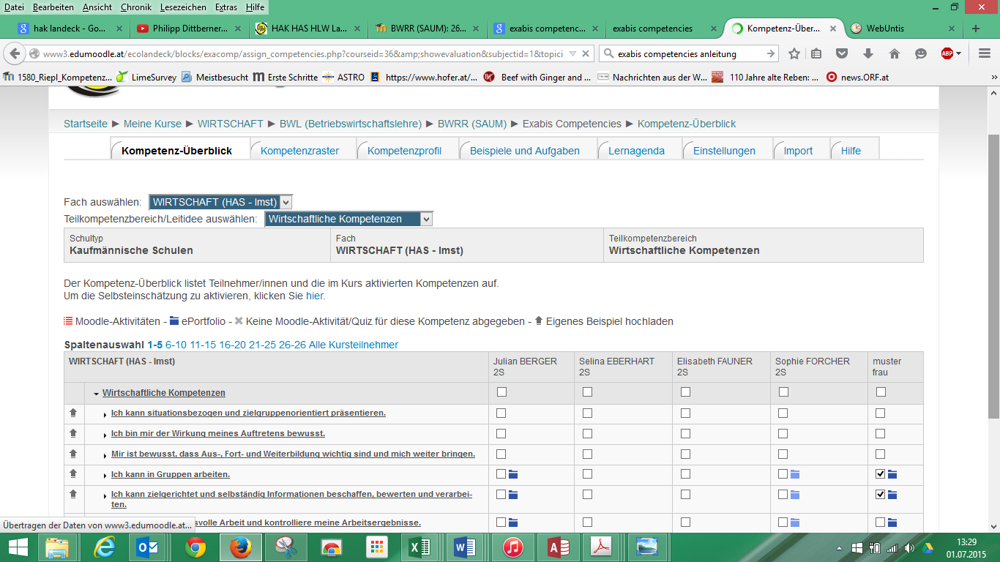 Datei Bearbeiten Ansicht Chronik Lesezeichen Extras Hilfe
hak landeck - Go... Philipp Dittberner... HAK HAS HLW La... BWRR (SAUM): 26... exabis competenc... exabis competencies Kompetenz-Über... WebUntis
www3.edumoodle.at/ecolandeck/blocks/exacomp/assign_competencies.php?courseid=36&amp;showevaluation&subjectid=1&topici exabis competencies anleitung
1580_Riepl_Kompetenz... LimeSurvey Meistbesucht Erste Schritte ASTRO https://www.hofer.at/... Beef with Ginger and ... Nachrichten aus der W... 110 Jahre alte Reben: ... news.ORF.at
Startseite ► Meine Kurse ► WIRTSCHAFT ► BWL (Betriebswirtschaftslehre) ► BWRR (SAUM) ► Exabis Competencies ► Kompetenz-Überblick
Kompetenz-Überblick Kompetenzraster Kompetenzprofil Beispiele und Aufgaben Lernagenda Einstellungen Import Hilfe
Fach auswählen: WIRTSCHAFT (HAS - Imst)
Teilkompetenzbereich/Leitidee auswählen: Wirtschaftliche Kompetenzen
Schultyp Fach Teilkompetenzbereich
Kaufmännische Schulen WIRTSCHAFT (HAS - Imst) Wirtschaftliche Kompetenzen
Der Kompetenz-Überblick listet Teilnehmer/innen und die im Kurs aktivierten Kompetenzen auf.
Um die Selbsteinschätzung zu aktivieren, klicken Sie hier.
Moodle-Aktivitäten - ePortfolio - Keine Moodle-Aktivität/Quiz für diese Kompetenz abgegeben - Eigenes Beispiel hochladen
Spaltenauswahl 1-5 6-10 11-15 16-20 21-25 26-26 Alle Kursteilnehmer
WIRTSCHAFT (HAS - Imst) Julian BERGER Selina EBERHART Elisabeth FAUNER Sophie FORCHER muster
2S 2S 2S 2S frau
Wirtschaftliche Kompetenzen
Ich kann situationsbezogen und zielgruppenorientiert präsentieren.
Ich bin mir der Wirkung meines Auftretens bewusst.
Mir ist bewusst, dass Aus-, Fort- und Weiterbildung wichtig sind und mich weiter bringen.
Ich kann in Gruppen arbeiten.
Ich kann zielgerichtet und selbständig Informationen beschaffen, bewerten und verarbei-
ten.
svolle Arbeit und kontrolliere meine Arbeitsergebnisse.
Übertragen der Daten von www3.edumoodle.at...
13:29
01.07.2015